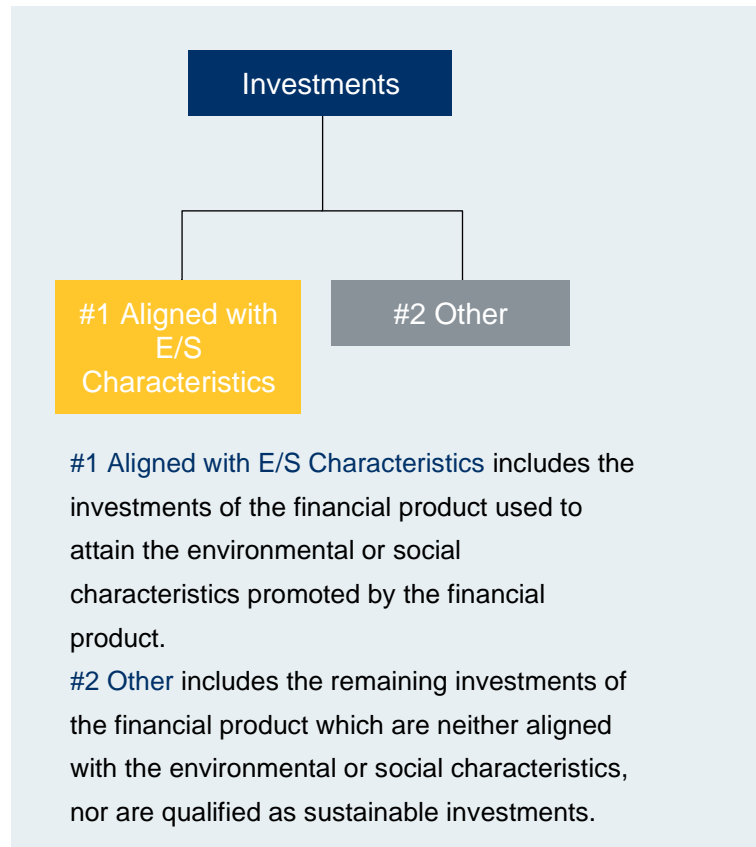 Investments
#1 Aligned with
E/S
Characteristics
#2 Other
#1 Aligned with E/S Characteristics includes the
investments of the financial product used to
attain the environmental or social
characteristics promoted by the financial
product.
#2 Other includes the remaining investments of
the financial product which are neither aligned
with the environmental or social characteristics,
nor are qualified as sustainable investments.